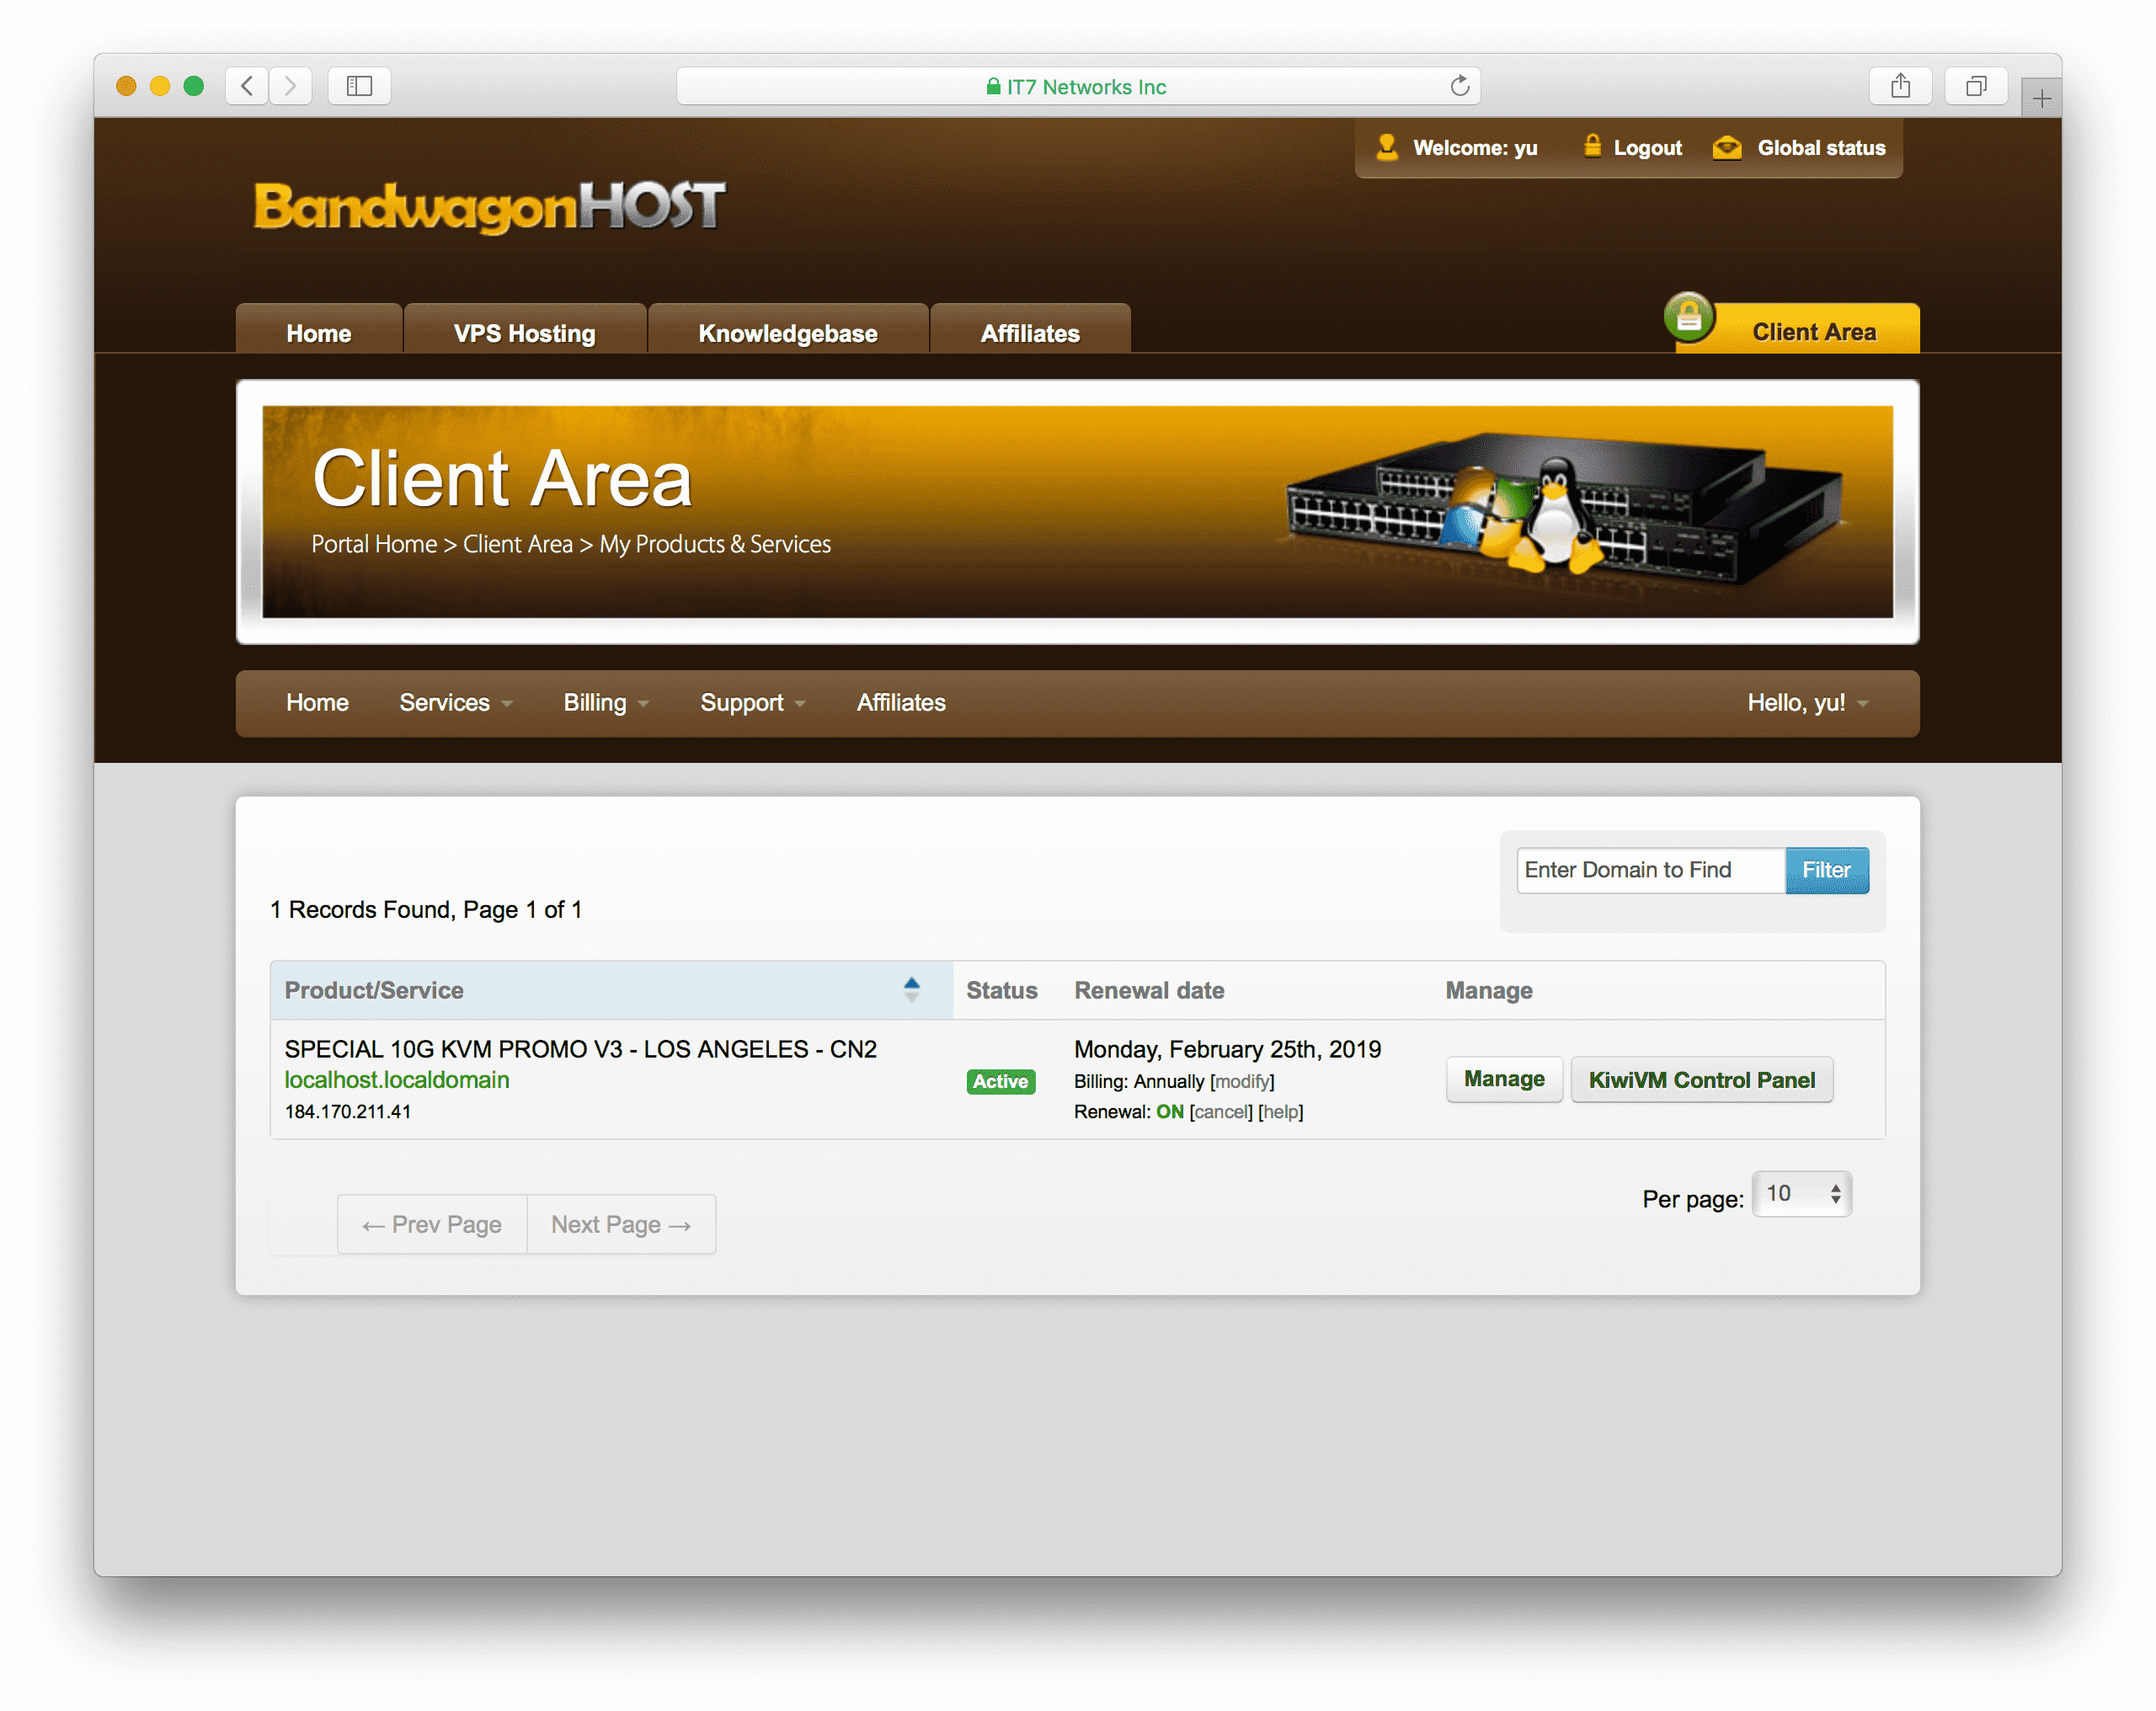 IT7 Networks Inc
Welcome: yu Logout Global status
BandwagonHOST
Home VPS Hosting Knowledgebase Affiliates Client Area
Client Area
Portal Home > Client Area > My Products & Services
Home Services Billing Support Affiliates Hello, yu!
Enter Domain to Find Filter
1 Records Found, Page 1 of 1
Product/Service Status Renewal date Manage
SPECIAL 10G KVM PROMO V3 - LOS ANGELES - CN2
localhost.localdomain
184.170.211.41
Active
Monday, February 25th, 2019
Billing: Annually [modify]
Renewal: ON [cancel] [help]
Manage KiwiVM Control Panel
Per page: 10
← Prev Page Next Page →